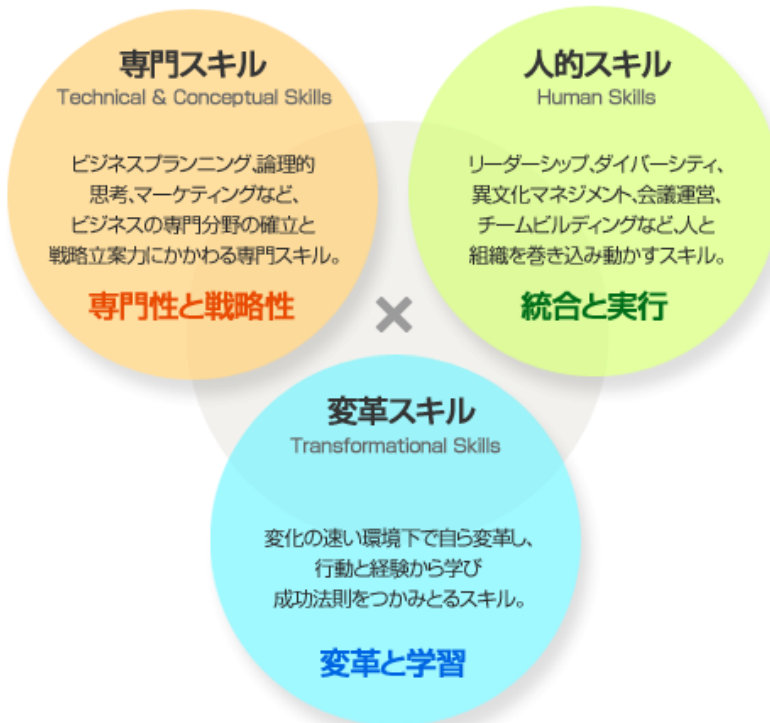 専門スキル
Technical & Conceptual Skills
ビジネスプランニング、論理的
思考、マーケティングなど、
ビジネスの専門分野の確立と
戦略立案力にかかわる専門スキル。
専門性と戦略性
人的スキル
Human Skills
リーダーシップ、ダイバーシティ、
異文化マネジメント、会議運営、
チームビルディングなど、人と
組織を巻き込み動かすスキル。
統合と実行
×
変革スキル
Transformational Skills
変化の速い環境下で自ら変革し、
行動と経験から学び
成功法則をつかみとるスキル。
変革と学習